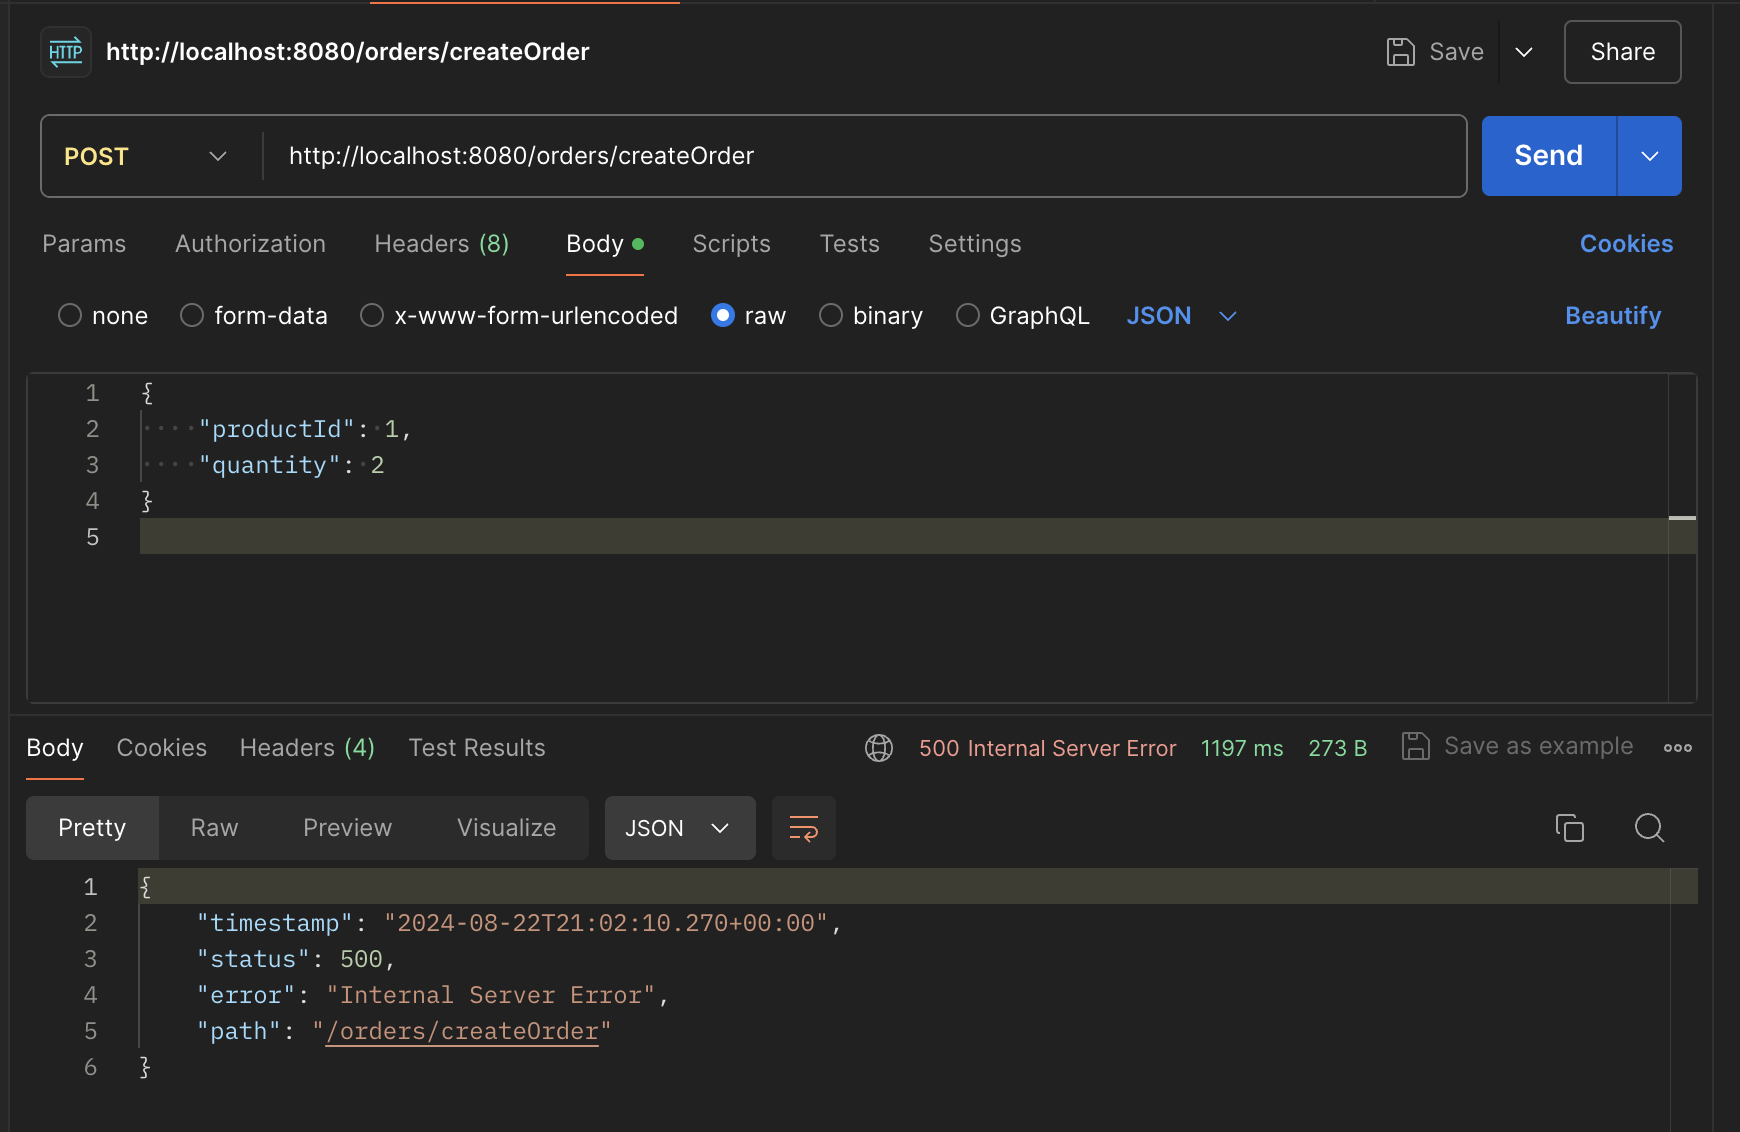 HTTP http://localhost:8080/orders/createOrder Save Share
POST http://localhost:8080/orders/createOrder Send
Params Authorization Headers (8) Body Scripts Tests Settings Cookies
none form-data x-www-form-urlencoded raw binary GraphQL JSON Beautify
1 {
2 "productId": 1,
3 "quantity": 2
4 }
5
Body Cookies Headers (4) Test Results 500 Internal Server Error 1197 ms 273 B Save as example
Pretty Raw Preview Visualize JSON
1 {
2 "timestamp": "2024-08-22T21:02:10.270+00:00",
3 "status": 500,
4 "error": "Internal Server Error",
5 "path": "/orders/createOrder"
6 }